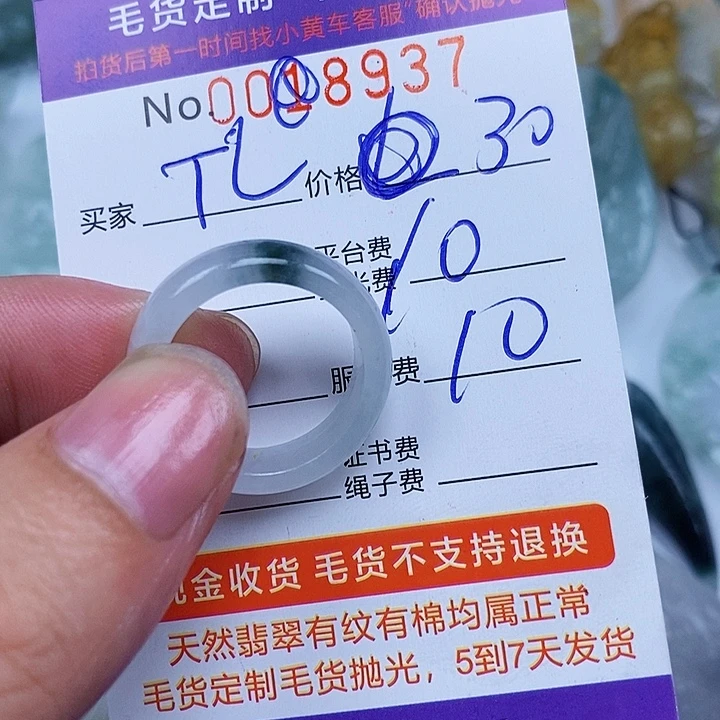 毛货定制
拍货后第一时间找小黄车客服"确认抛光"
No. 0018937
买家 TL 价格 30
平台费
光费 10
服 费 10
证书费
绳子费
现金收货 毛货不支持退换
天然翡翠有纹有棉均属正常
毛货定制毛货抛光，5到7天发货